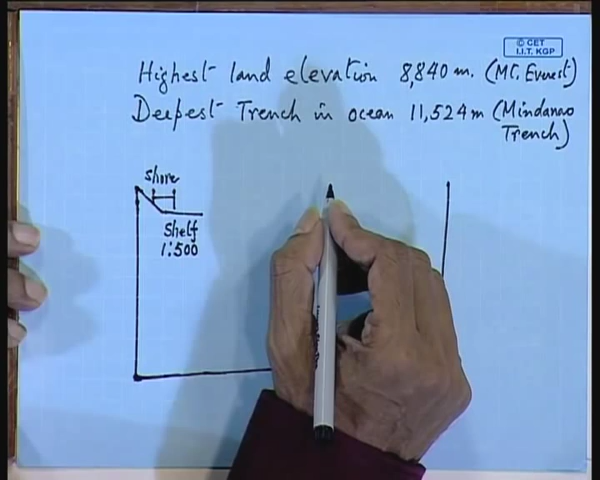 © CET
I.I.T. KGP
Highest land elevation 8,840 m. (Mt. Everest)
Deepest Trench in ocean 11,524 m (Mindanao
Trench)
shore
Shelf
1:500